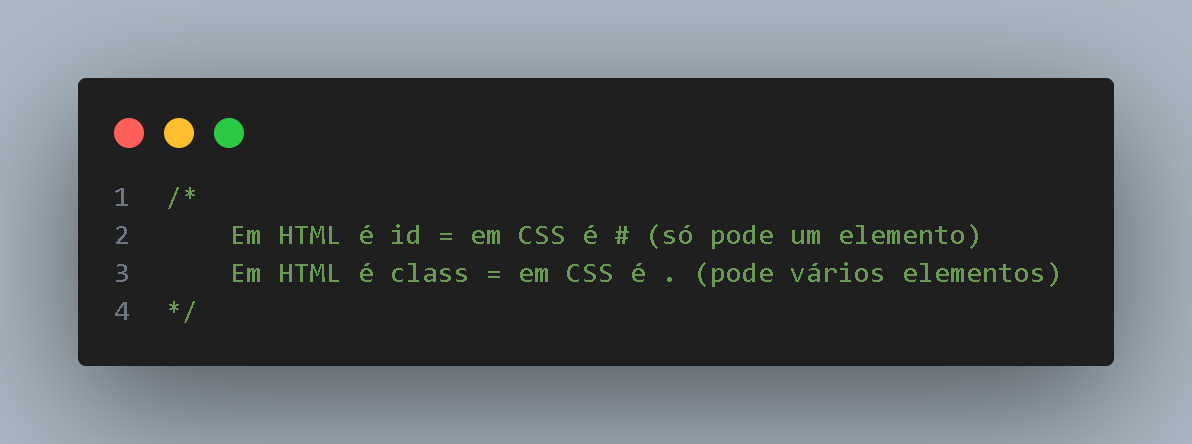 1 /*
2 Em HTML é id = em CSS é # (só pode um elemento)
3 Em HTML é class = em CSS é . (pode vários elementos)
4 */